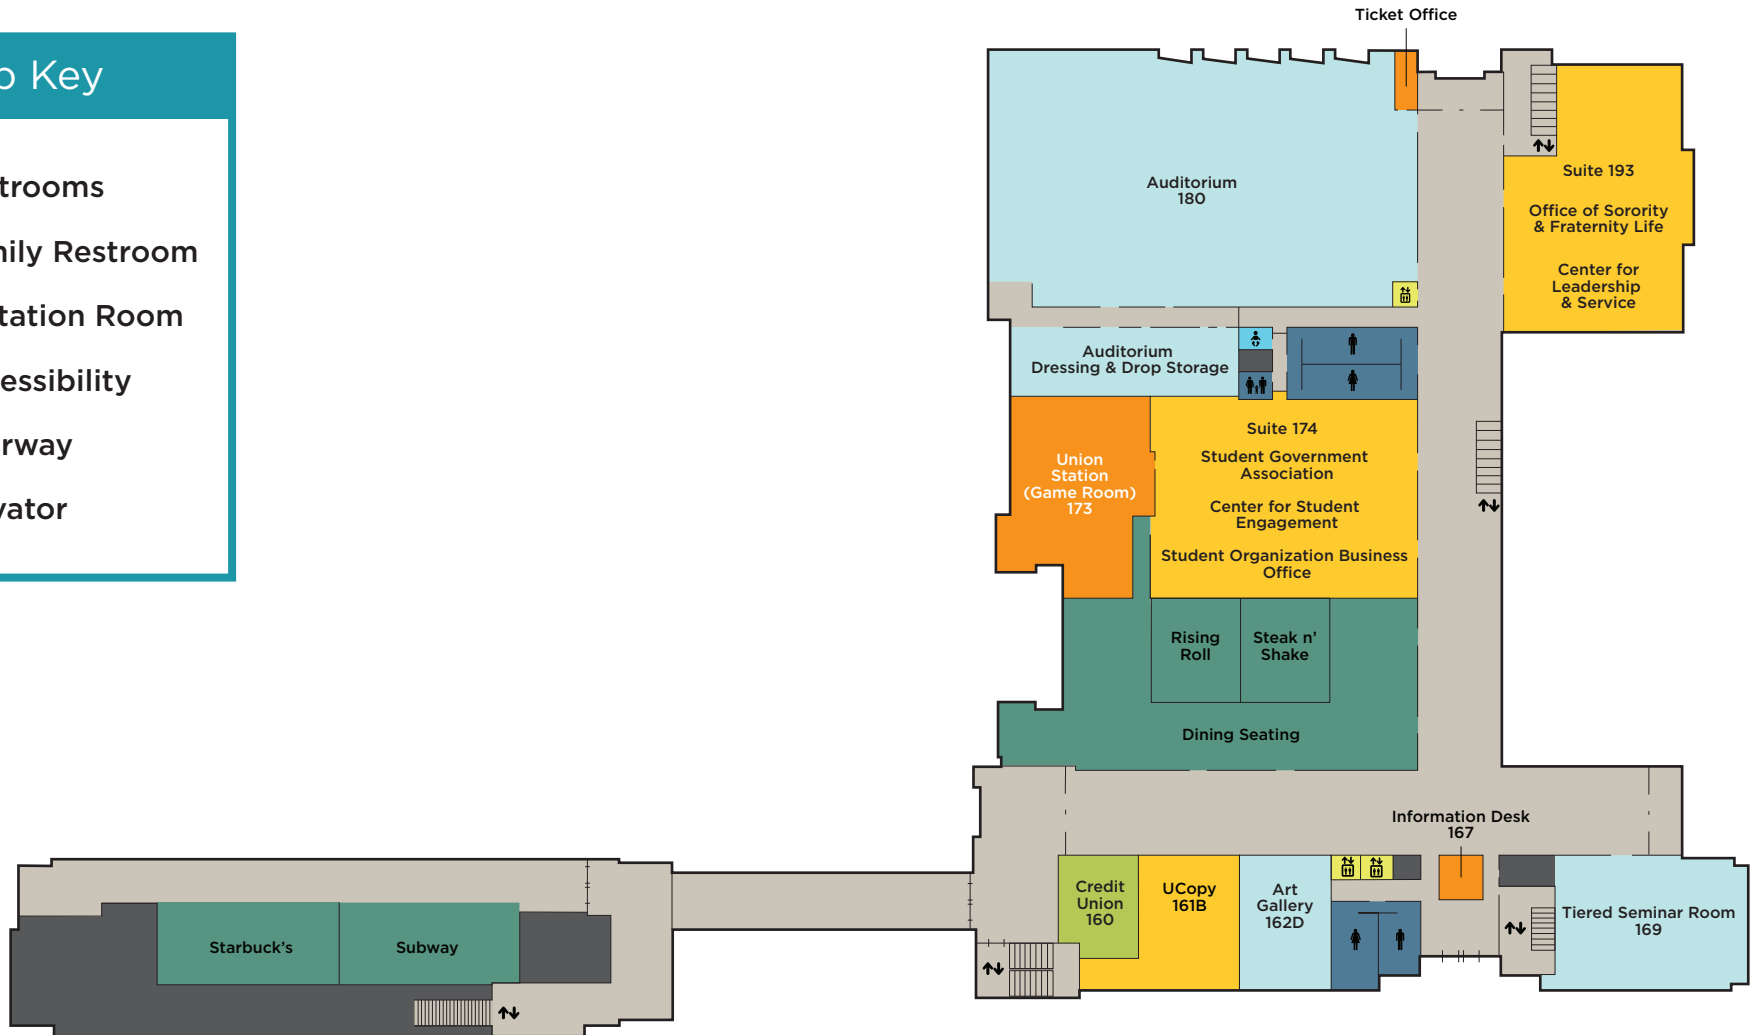 Ticket Office
p Key
trooms
mily Restroom
tation Room
essibility
rway
vator
Auditorium
180
Suite 193
Office of Sorority
& Fraternity Life
Center for
Leadership
& Service
Auditorium
Dressing & Drop Storage
Union
Station
(Game Room)
173
Suite 174
Student Government
Association
Center for Student
Engagement
Student Organization Business
Office
Rising
Roll
Steak n’
Shake
Dining Seating
Information Desk
167
Credit
Union
160
UCopy
161B
Art
Gallery
162D
Tiered Seminar Room
169
Starbuck’s
Subway